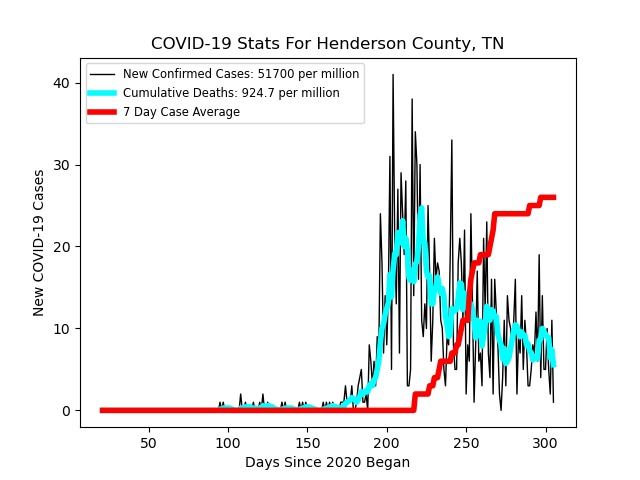 COVID-19 Stats For Henderson County, TN
New Confirmed Cases: 51700 per million
Cumulative Deaths: 924.7 per million
7 Day Case Average
New COVID-19 Cases
40
30
20
10
0
50 100 150 200 250 300
Days Since 2020 Began